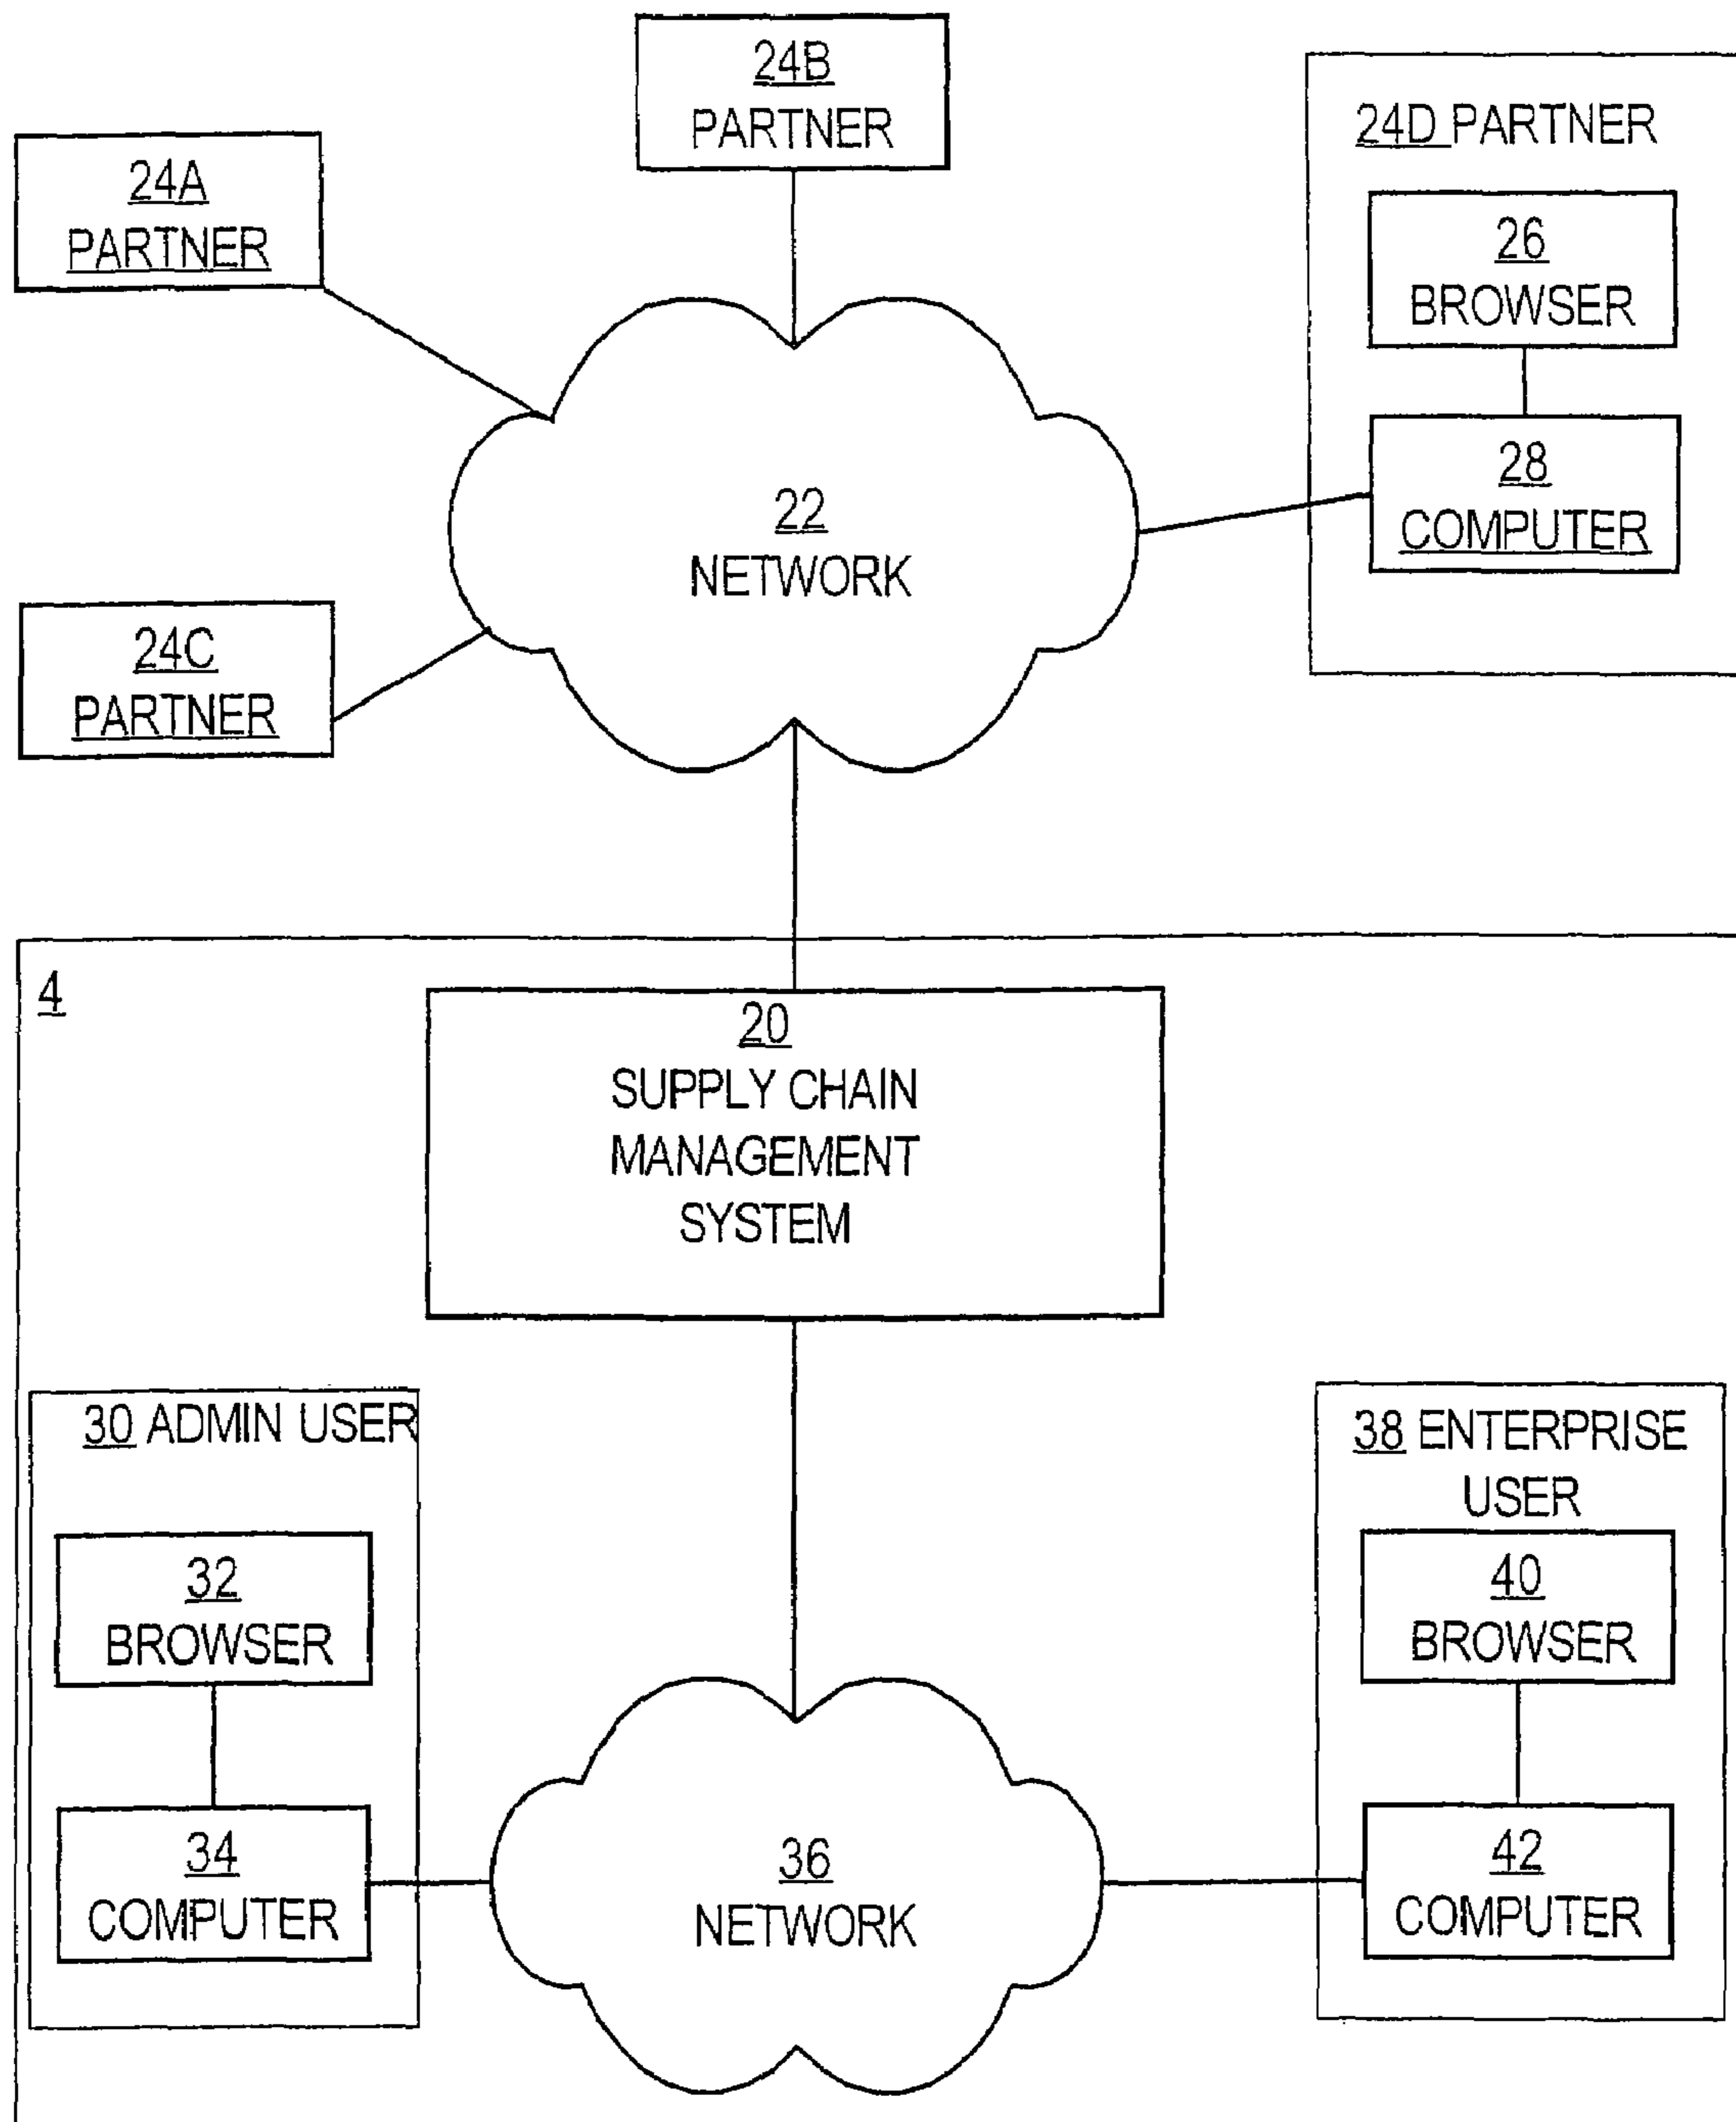 24B
PARTNER
24D PARTNER
24A
PARTNER
26
BROWSER
28
COMPUTER
22
NETWORK
24C
PARTNER
4
20
SUPPLY CHAIN
MANAGEMENT
SYSTEM
30 ADMIN USER
38 ENTERPRISE
USER
32
BROWSER
40
BROWSER
34
COMPUTER
36
NETWORK
42
COMPUTER